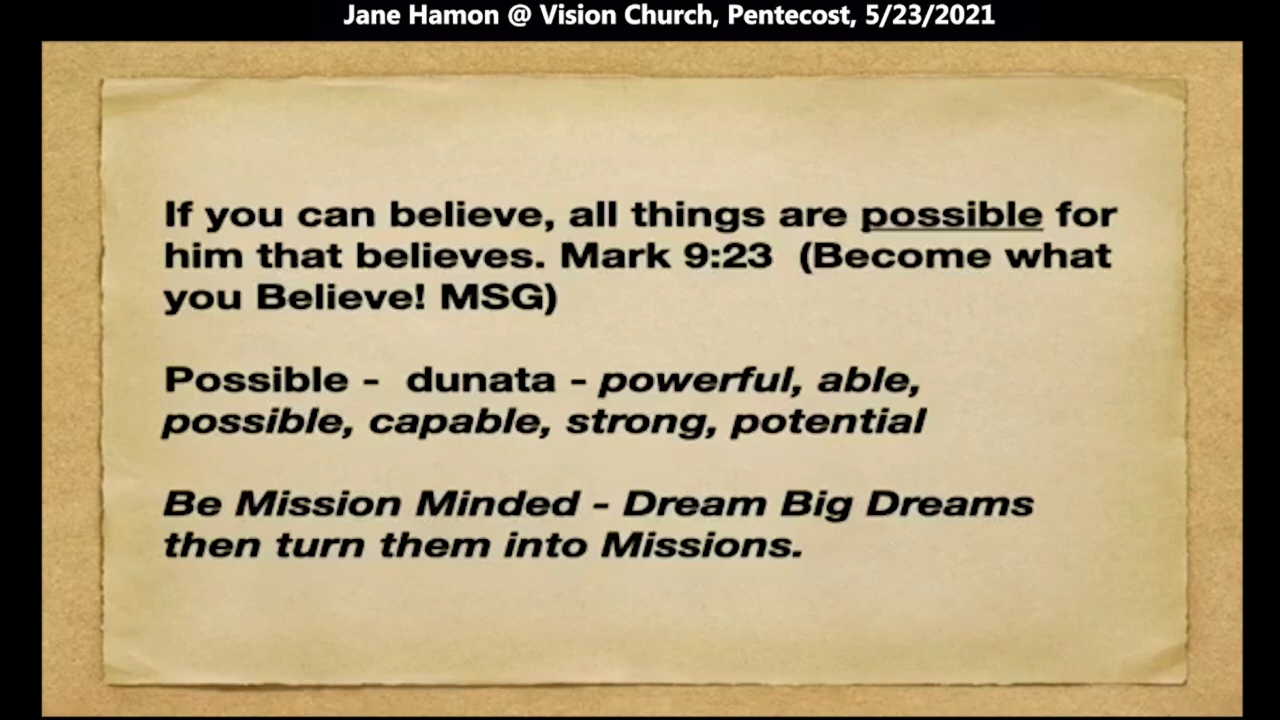 Jane Hamon @ Vision Church, Pentecost, 5/23/2021
If you can believe, all things are possible for
him that believes. Mark 9:23  (Become what
you Believe! MSG)
Possible -  dunata - powerful, able,
possible, capable, strong, potential
Be Mission Minded - Dream Big Dreams
then turn them into Missions.